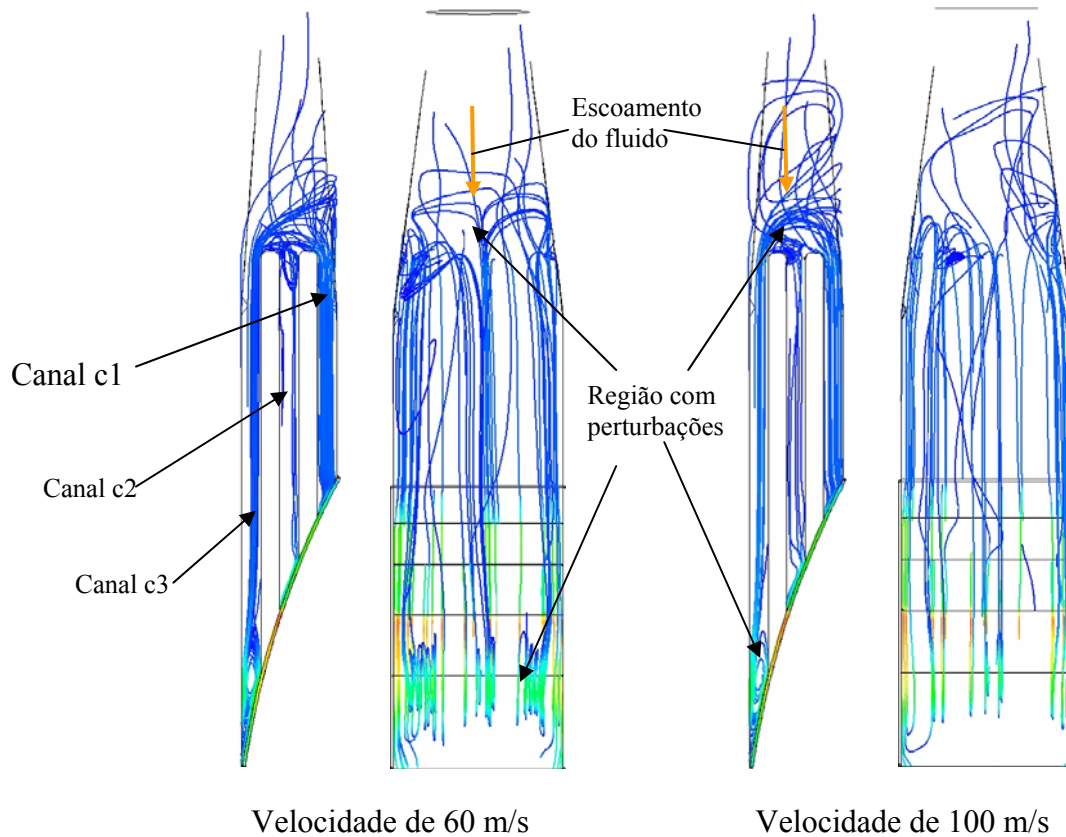 Escoamento
do fluido
Canal c1
Região com
perturbações
Canal c2
Canal c3
Velocidade de 60 m/s
Velocidade de 100 m/s